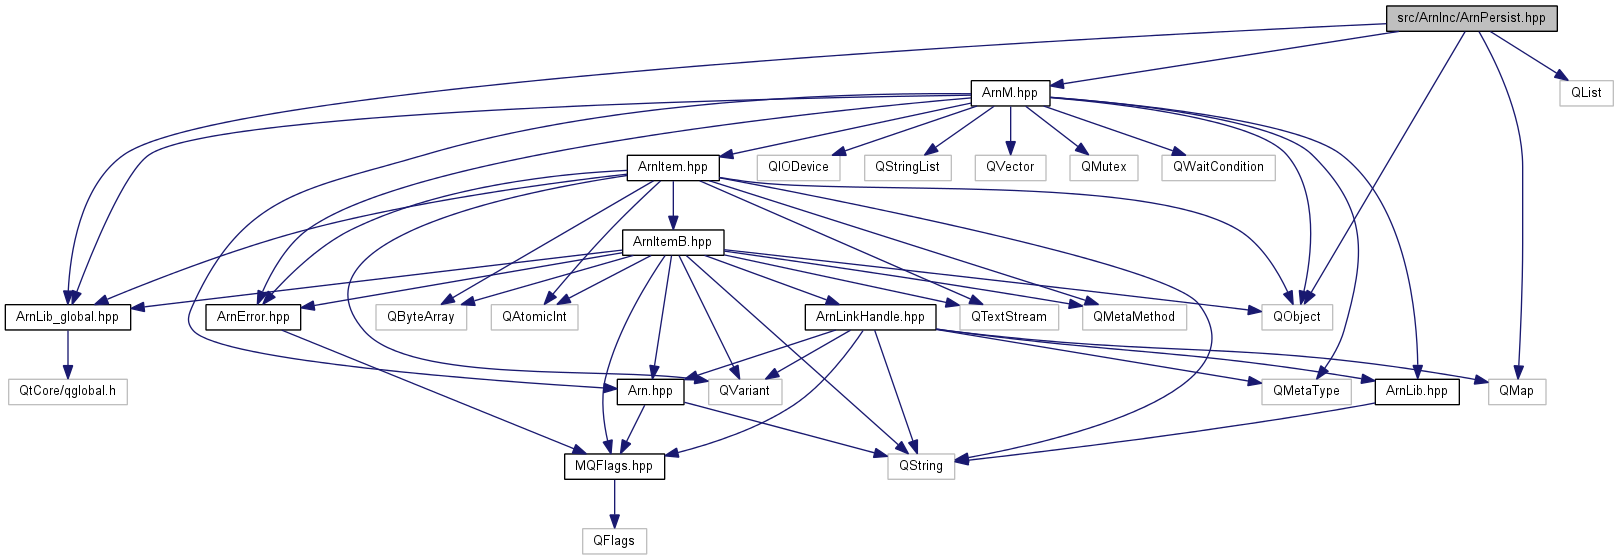 src/ArnInc/ArnPersist.hpp
ArnM.hpp
QList
ArnItem.hpp
QIODevice
QStringList
QVector
QMutex
QWaitCondition
ArnItemB.hpp
ArnLib_global.hpp
ArnError.hpp
QByteArray
QAtomicInt
ArnLinkHandle.hpp
QTextStream
QMetaMethod
QObject
QtCore/qglobal.h
Arn.hpp
QVariant
QMetaType
ArnLib.hpp
QMap
MQFlags.hpp
QString
QFlags